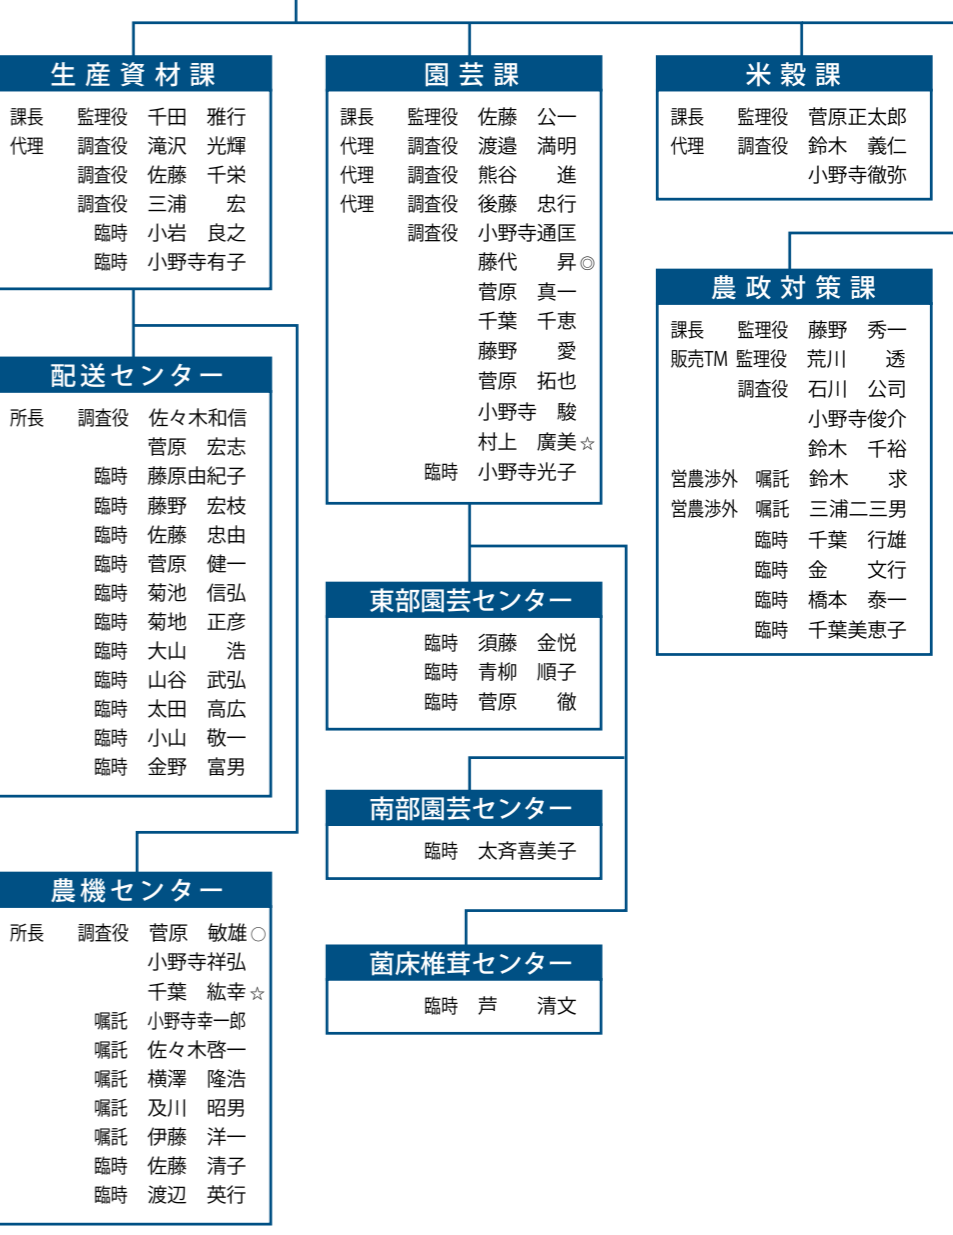 生産資材課
課長　監理役　千田　雅行
代理　調査役　滝沢　光輝
調査役　佐藤　千栄
調査役　三浦　宏
臨時　小岩　良之
臨時　小野寺有子
配送センター
所長　調査役　佐々木和信
菅原　宏志
臨時　藤原由紀子
臨時　藤野　宏枝
臨時　佐藤　忠由
臨時　菅原　健一
臨時　菊池　信弘
臨時　菊地　正彦
臨時　大山　浩
臨時　山谷　武弘
臨時　太田　高広
臨時　小山　敬一
臨時　金野　富男
農機センター
所長　調査役　菅原　敏雄○
小野寺祥弘
千葉　紘幸☆
嘱託　小野寺幸一郎
嘱託　佐々木啓一
嘱託　横澤　隆浩
嘱託　及川　昭男
嘱託　伊藤　洋一
臨時　佐藤　清子
臨時　渡辺　英行
園芸課
課長　監理役　佐藤　公一
代理　調査役　渡邉　満明
代理　調査役　熊谷　進
代理　調査役　後藤　忠行
調査役　小野寺通匡
藤代　昇◎
菅原　真一
千葉　千恵
藤野　愛
菅原　拓也
小野寺　駿
村上　廣美☆
臨時　小野寺光子
東部園芸センター
臨時　須藤　金悦
臨時　青柳　順子
臨時　菅原　徹
南部園芸センター
臨時　太斉喜美子
菌床椎茸センター
臨時　芦　清文
米穀課
課長　監理役　菅原正太郎
代理　調査役　鈴木　義仁
小野寺徹弥
農政対策課
課長　監理役　藤野　秀一
販売TM　監理役　荒川　透
調査役　石川　公司
小野寺俊介
鈴木　千裕
営農渉外　嘱託　鈴木　求
営農渉外　嘱託　三浦二三男
臨時　千葉　行雄
臨時　金　文行
臨時　橋本　泰一
臨時　千葉美恵子